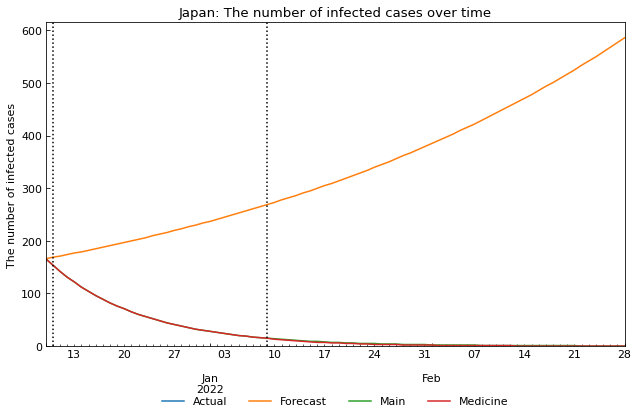 Japan: The number of infected cases over time
The number of infected cases
600
500
400
300
200
100
0
13 20 27 03 10 17 24 31 07 14 21 28
Jan Feb
2022
Actual Forecast Main Medicine